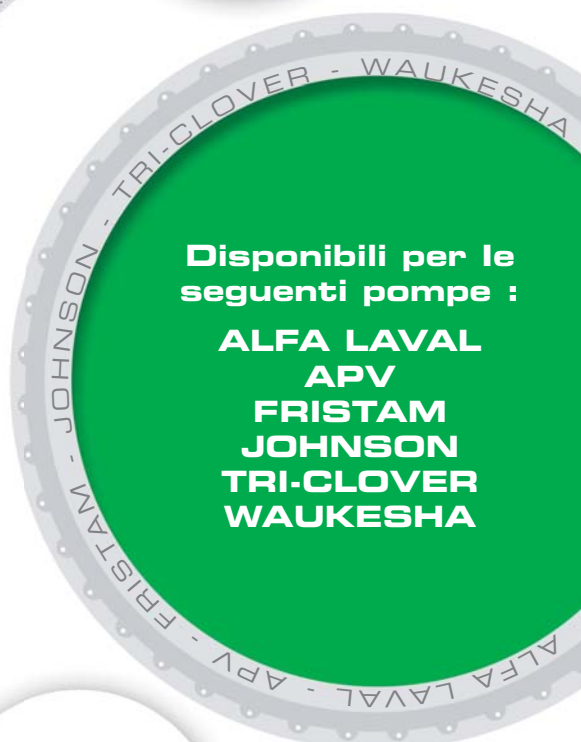 Disponibili per le
seguenti pompe :
ALFA LAVAL
APV
FRISTAM
JOHNSON
TRI-CLOVER
WAUKESHA
ALFA LAVAL - APV - FRISTAM - JOHNSON - TRI-CLOVER - WAUKESHA